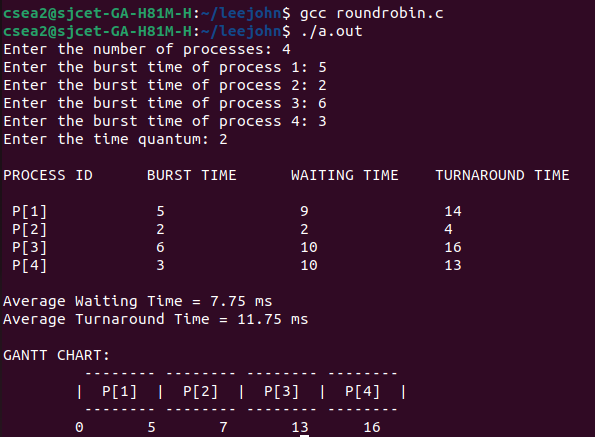 csea2@sjcet-GA-H81M-H:~/leejohn$ gcc roundrobin.c
csea2@sjcet-GA-H81M-H:~/leejohn$ ./a.out
Enter the number of processes: 4
Enter the burst time of process 1: 5
Enter the burst time of process 2: 2
Enter the burst time of process 3: 6
Enter the burst time of process 4: 3
Enter the time quantum: 2
PROCESS ID      BURST TIME      WAITING TIME    TURNAROUND TIME
P[1]            5               9               14
P[2]            2               2               4
P[3]            6               10              16
P[4]            3               10              13
Average Waiting Time = 7.75 ms
Average Turnaround Time = 11.75 ms
GANTT CHART:
-------- -------- -------- --------
|  P[1]  |  P[2]  |  P[3]  |  P[4]  |
-------- -------- -------- --------
0       5       7       13      16